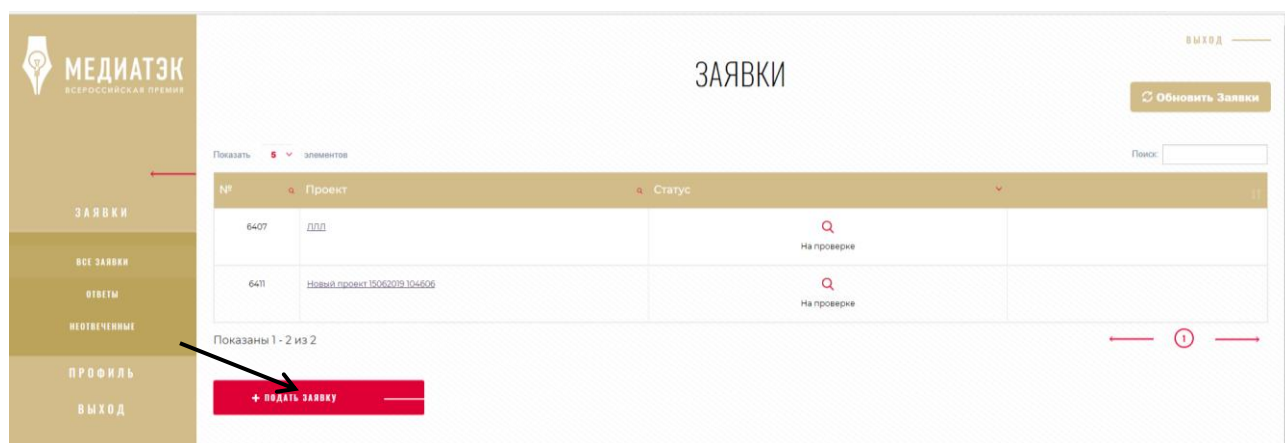 МЕДИАТЭК
ВСЕРОССИЙСКАЯ ПРЕМИЯ
ЗАЯВКИ
ВСЕ ЗАЯВКИ
ОТВЕТЫ
НЕОТВЕЧЕННЫЕ
ПРОФИЛЬ
ВЫХОД
ВЫХОД
ЗАЯВКИ
Обновить Заявки
Показать 5 элементов
Поиск:
№ Проект Статус
6407 ЛЛЛ
На проверке
6411 Новый проект 15062019 104606
На проверке
Показаны 1 - 2 из 2
1
+ ПОДАТЬ ЗАЯВКУ